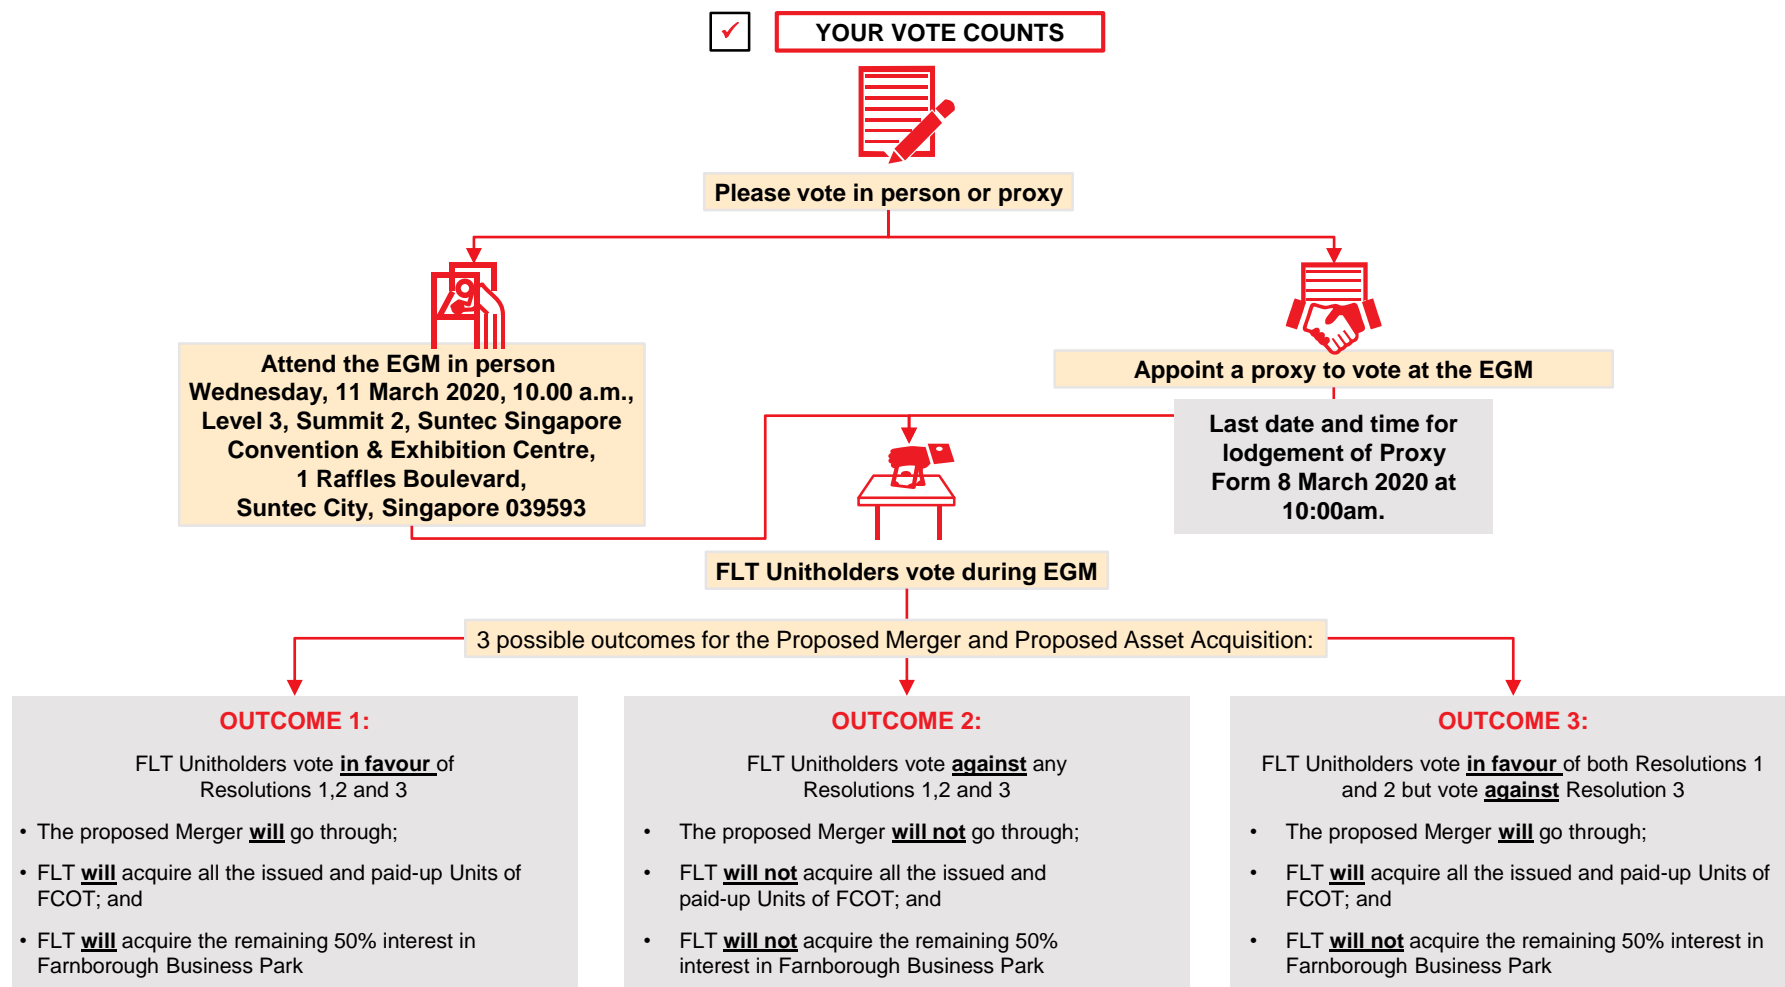 YOUR VOTE COUNTS
Please vote in person or proxy
Attend the EGM in person
Wednesday, 11 March 2020, 10.00 a.m.,
Level 3, Summit 2, Suntec Singapore
Convention & Exhibition Centre,
1 Raffles Boulevard,
Suntec City, Singapore 039593
Appoint a proxy to vote at the EGM
Last date and time for
lodgement of Proxy
Form 8 March 2020 at
10:00am.
FLT Unitholders vote during EGM
3 possible outcomes for the Proposed Merger and Proposed Asset Acquisition:
OUTCOME 1:
FLT Unitholders vote in favour of
Resolutions 1,2 and 3
• The proposed Merger will go through;
• FLT will acquire all the issued and paid-up Units of
FCOT; and
• FLT will acquire the remaining 50% interest in
Farnborough Business Park
OUTCOME 2:
FLT Unitholders vote against any
Resolutions 1,2 and 3
• The proposed Merger will not go through;
• FLT will not acquire all the issued and
paid-up Units of FCOT; and
• FLT will not acquire the remaining 50%
interest in Farnborough Business Park
OUTCOME 3:
FLT Unitholders vote in favour of both Resolutions 1
and 2 but vote against Resolution 3
• The proposed Merger will go through;
• FLT will acquire all the issued and paid-up Units of
FCOT; and
• FLT will not acquire the remaining 50% interest in
Farnborough Business Park